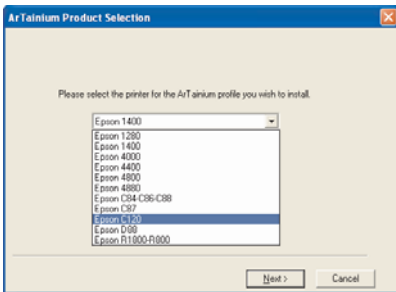 ArTainium Product Selection
Please select the printer for the ArTainium profile you wish to install.
Epson 1400
Epson 1280
Epson 1400
Epson 4000
Epson 4400
Epson 4800
Epson 4880
Epson C84-C86-C88
Epson C87
Epson C120
Epson D88
Epson R1800-R800
Next >
Cancel